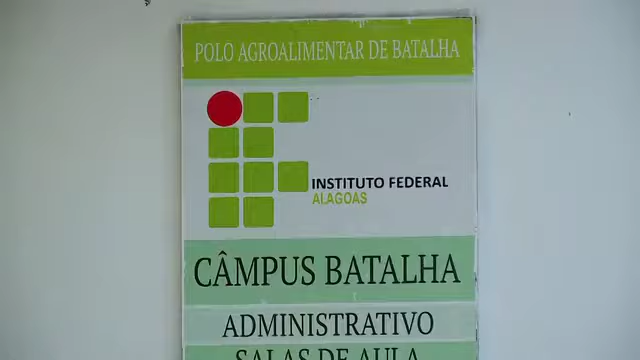 POLO AGROALIMENTAR DE BATALHA
INSTITUTO FEDERAL
ALAGOAS
CÂMPUS BATALHA
ADMINISTRATIVO
SALAS DE AULA